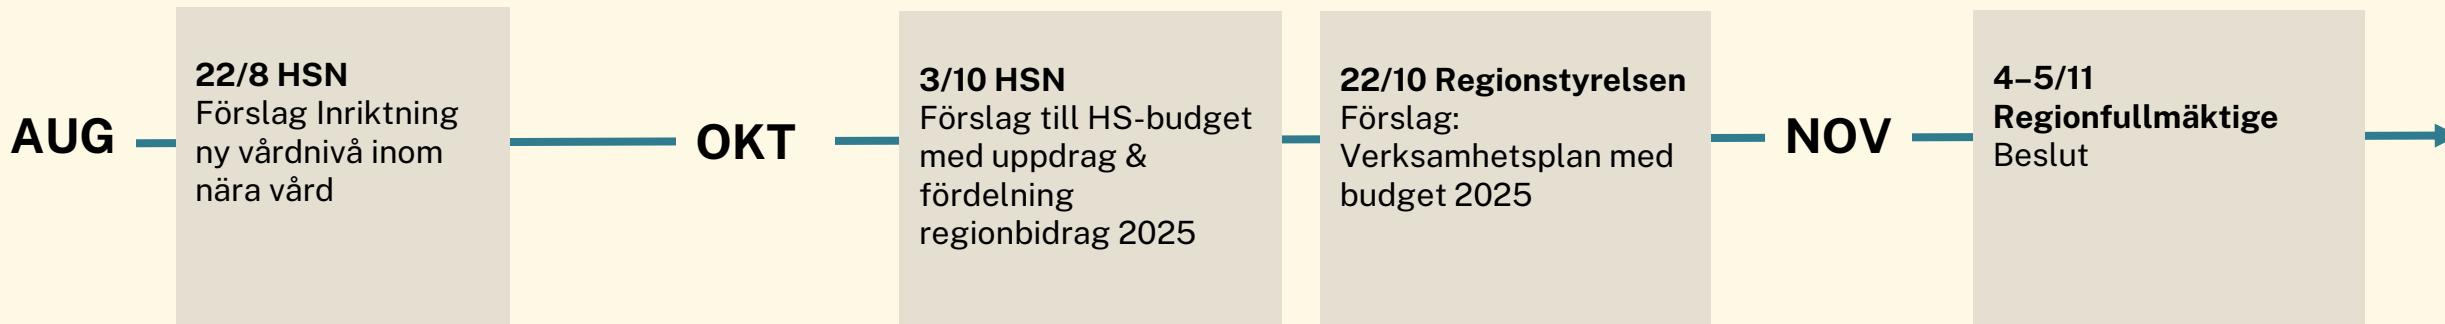 AUG
22/8 HSN
Förslag Inriktning
ny vårdnivå inom
nära vård
OKT
3/10 HSN
Förslag till HS-budget
med uppdrag &
fördelning
regionbidrag 2025
22/10 Regionstyrelsen
Förslag:
Verksamhetsplan med
budget 2025
NOV
4–5/11
Regionfullmäktige
Beslut